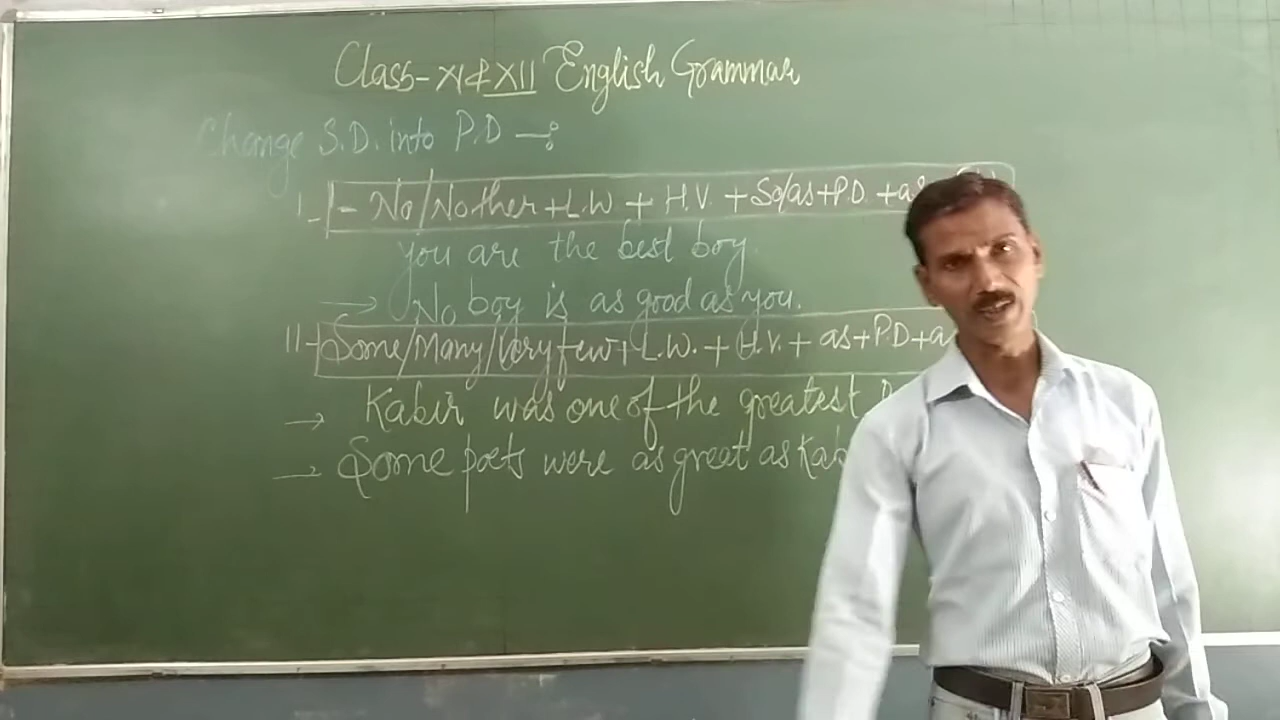 Class- XI & XII English Grammar
Change S.D. into P.D -:
I - - No/No ther + L.W + H.V. + So/as + P.D. + as
you are the best boy.
→ No boy is as good as you.
II - Some/Many/Very few + L.W. + H.V. + as + P.D + a
→ Kabir was one of the greatest
→ Some poets were as greet as Kab